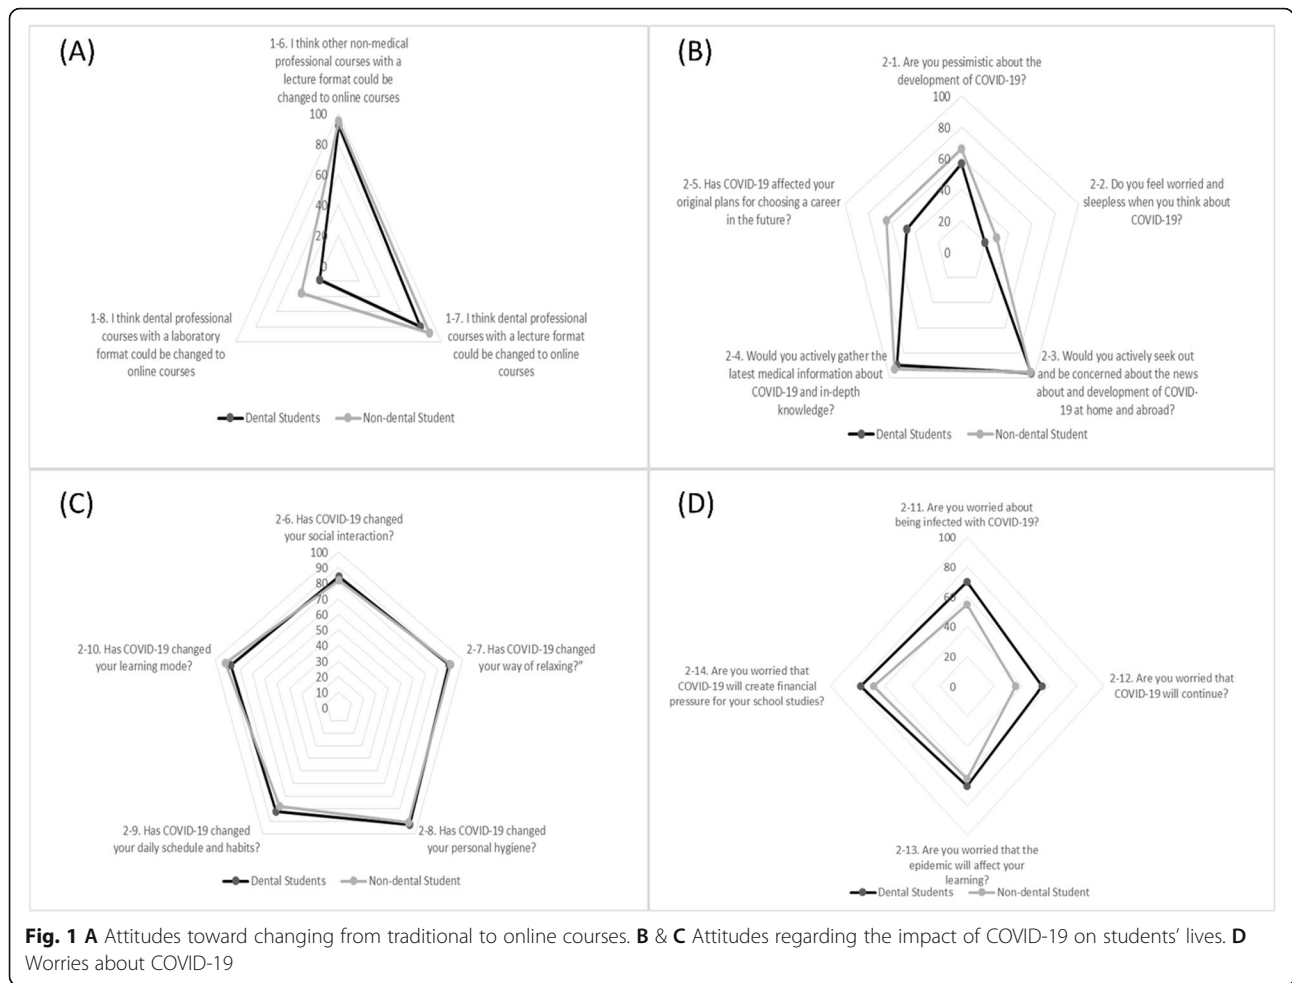 (A)
1-6. I think other non-medical
professional courses with a
lecture format could be
changed to online courses
100
80
60
40
20
0
1-8. I think dental professional
courses with a laboratory
format could be changed to
online courses
1-7. I think dental professional
courses with a lecture format
could be changed to online
courses
Dental Students
Non-dental Student
(B)
2-1. Are you pessimistic about the
development of COVID-19?
100
80
60
40
20
0
2-5. Has COVID-19 affected your
original plans for choosing a career
in the future?
2-2. Do you feel worried and
sleepless when you think about
COVID-19?
2-4. Would you actively gather the
latest medical information about
COVID-19 and in-depth
knowledge?
2-3. Would you actively seek out
and be concerned about the news
about and development of COVID-
19 at home and abroad?
Dental Students
Non-dental Student
(C)
2-6. Has COVID-19 changed
your social interaction?
100
90
80
70
60
50
40
30
20
10
0
2-10. Has COVID-19 changed
your learning mode?
2-7. Has COVID-19 changed
your way of relaxing?"
2-9. Has COVID-19 changed
your daily schedule and habits?
2-8. Has COVID-19 changed
your personal hygiene?
Dental Students
Non-dental Student
(D)
2-11. Are you worried about
being infected with COVID-19?
100
80
60
40
20
0
2-14. Are you worried that
COVID-19 will create financial
pressure for your school studies?
2-12. Are you worried that
COVID-19 will continue?
2-13. Are you worried that the
epidemic will affect your
learning?
Dental Students
Non-dental Student
Fig. 1 A Attitudes toward changing from traditional to online courses. B & C Attitudes regarding the impact of COVID-19 on students' lives. D
Worries about COVID-19